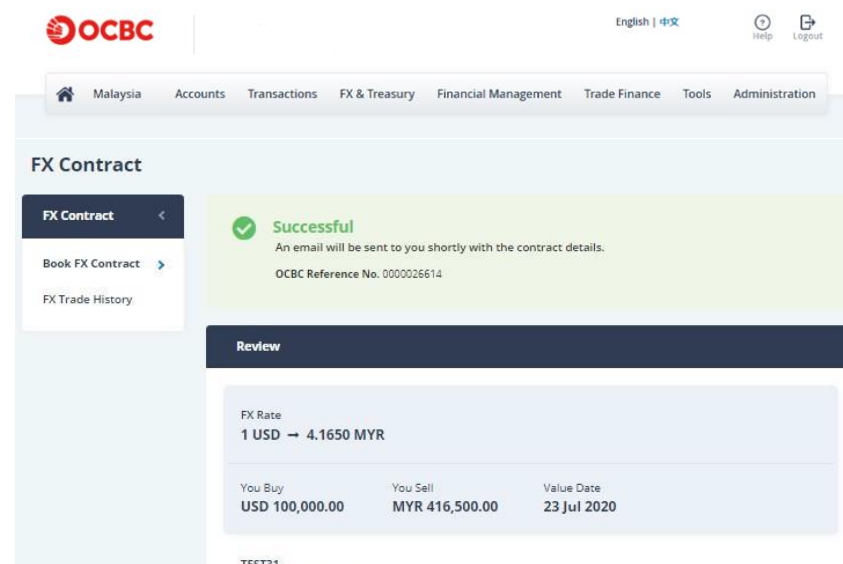 OCBC
English | 中文
Help
Logout
Malaysia
Accounts
Transactions
FX & Treasury
Financial Management
Trade Finance
Tools
Administration
FX Contract
FX Contract
Book FX Contract
FX Trade History
Successful
An email will be sent to you shortly with the contract details.
OCBC Reference No. 0000026614
Review
FX Rate
1 USD → 4.1650 MYR
You Buy
USD 100,000.00
You Sell
MYR 416,500.00
Value Date
23 Jul 2020
TEST31